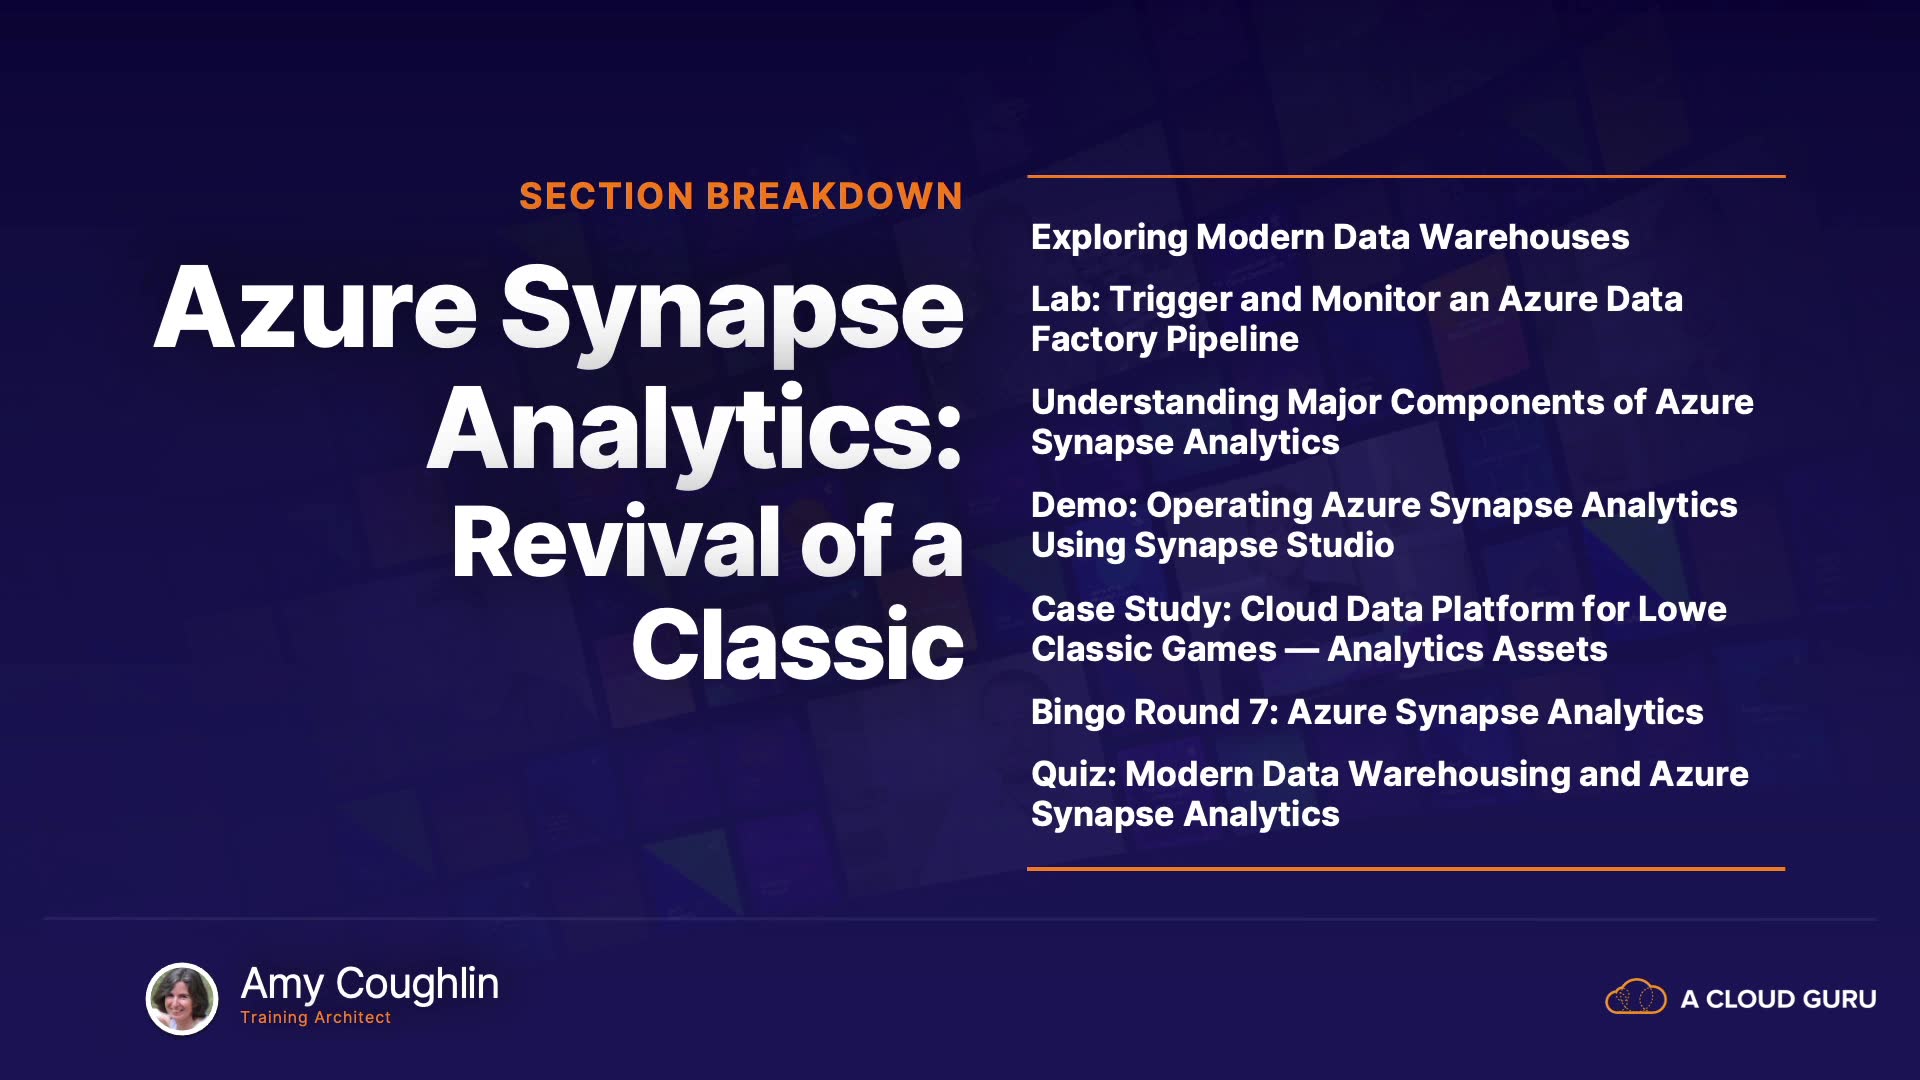 SECTION BREAKDOWN
Azure Synapse
Analytics:
Revival of a
Classic
Exploring Modern Data Warehouses
Lab: Trigger and Monitor an Azure Data
Factory Pipeline
Understanding Major Components of Azure
Synapse Analytics
Demo: Operating Azure Synapse Analytics
Using Synapse Studio
Case Study: Cloud Data Platform for Lowe
Classic Games — Analytics Assets
Bingo Round 7: Azure Synapse Analytics
Quiz: Modern Data Warehousing and Azure
Synapse Analytics
Amy Coughlin
Training Architect
A CLOUD GURU